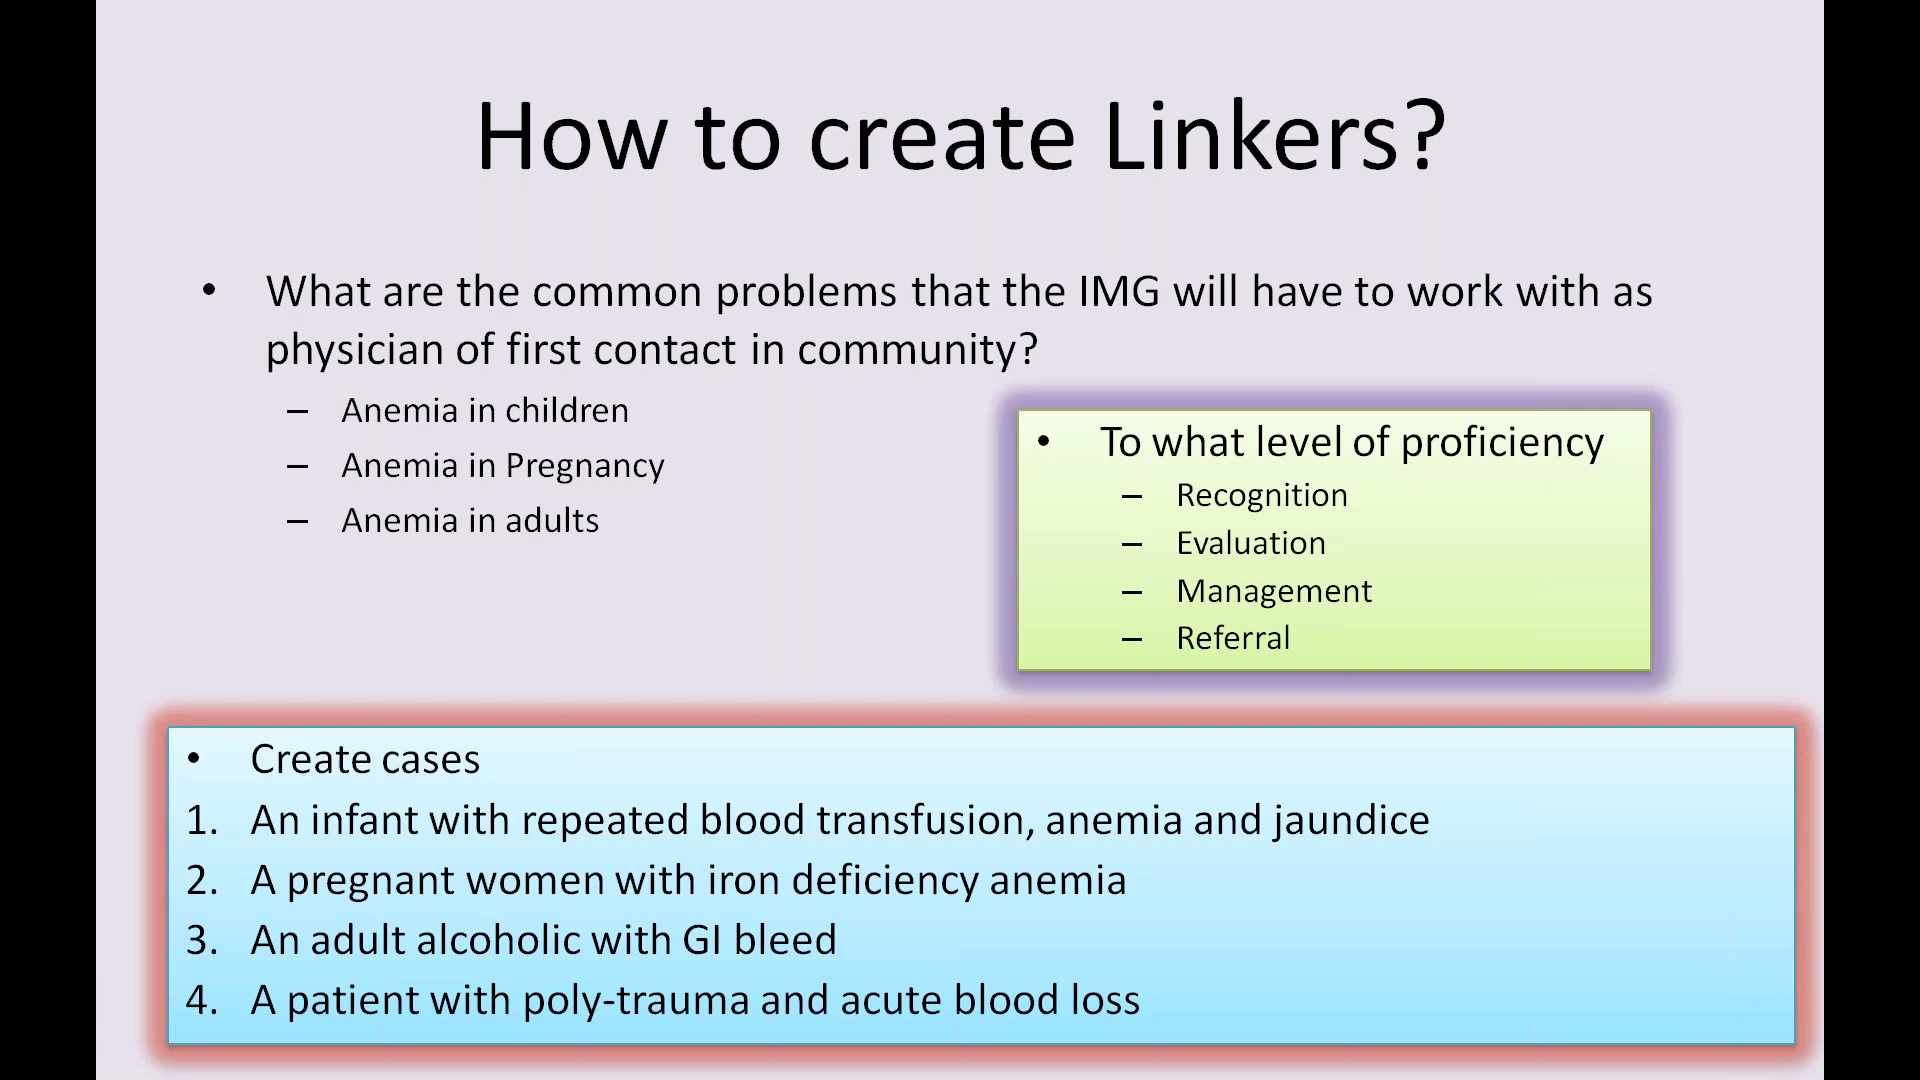 How to create Linkers?
• What are the common problems that the IMG will have to work with as
physician of first contact in community?
– Anemia in children
– Anemia in Pregnancy
– Anemia in adults
• To what level of proficiency
– Recognition
– Evaluation
– Management
– Referral
• Create cases
1. An infant with repeated blood transfusion, anemia and jaundice
2. A pregnant women with iron deficiency anemia
3. An adult alcoholic with GI bleed
4. A patient with poly-trauma and acute blood loss